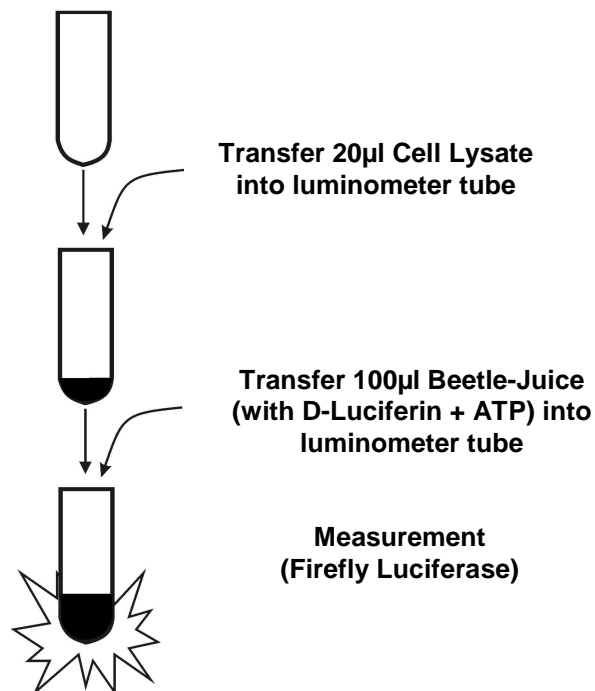 Transfer 20µl Cell Lysate
into luminometer tube
Transfer 100µl Beetle-Juice
(with D-Luciferin + ATP) into
luminometer tube
Measurement
(Firefly Luciferase)